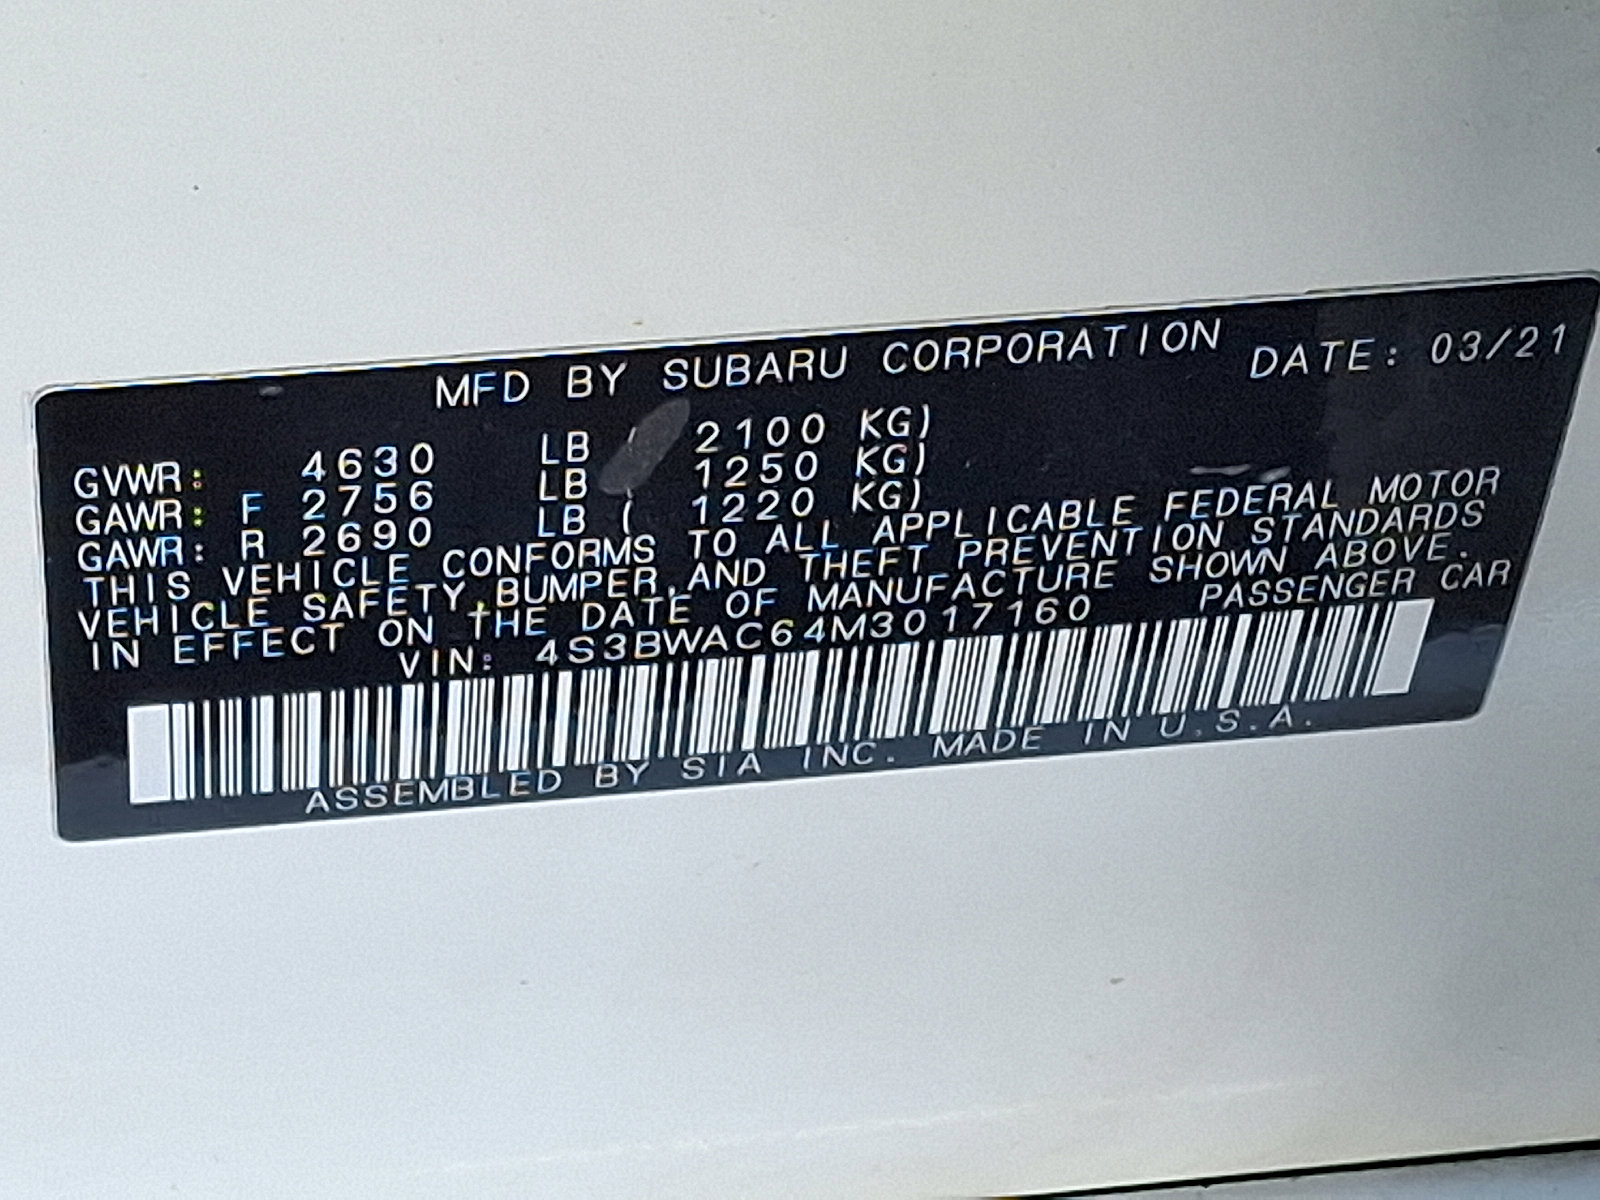 MFD BY SUBARU CORPORATION DATE: 03/21
GVWR: 4630 LB ( 2100 KG)
GAWR: F 2756 LB ( 1250 KG)
GAWR: R 2690 LB ( 1220 KG)
THIS VEHICLE CONFORMS TO ALL APPLICABLE FEDERAL MOTOR
VEHICLE SAFETY,BUMPER,AND THEFT PREVENTION STANDARDS
IN EFFECT ON THE DATE OF MANUFACTURE SHOWN ABOVE.
VIN: 4S3BWAC64M3017160 PASSENGER CAR
ASSEMBLED BY SIA INC. MADE IN U.S.A.